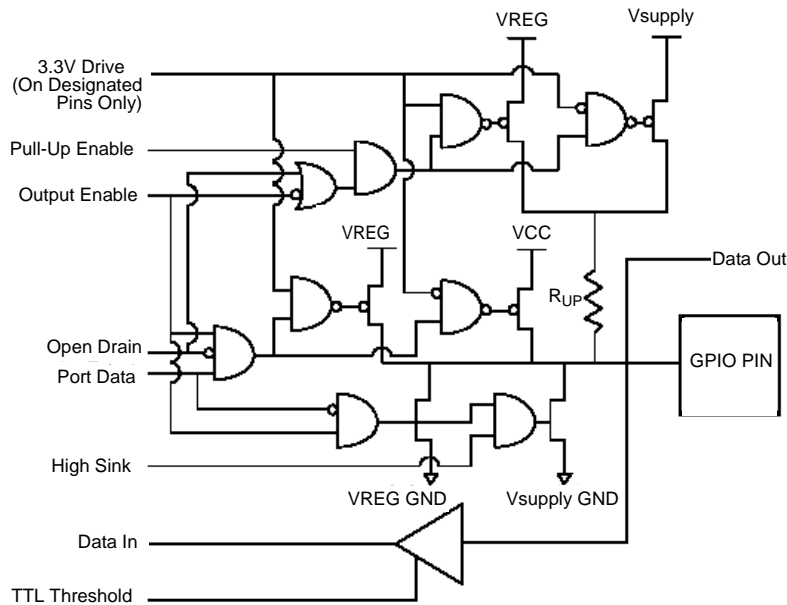 VREG
Vsupply
3.3V Drive
(On Designated
Pins Only)
Pull-Up Enable
Output Enable
VREG
VCC
Data Out
RUP
Open Drain
GPIO PIN
Port Data
High Sink
VREG GND
Vsupply GND
Data In
TTL Threshold